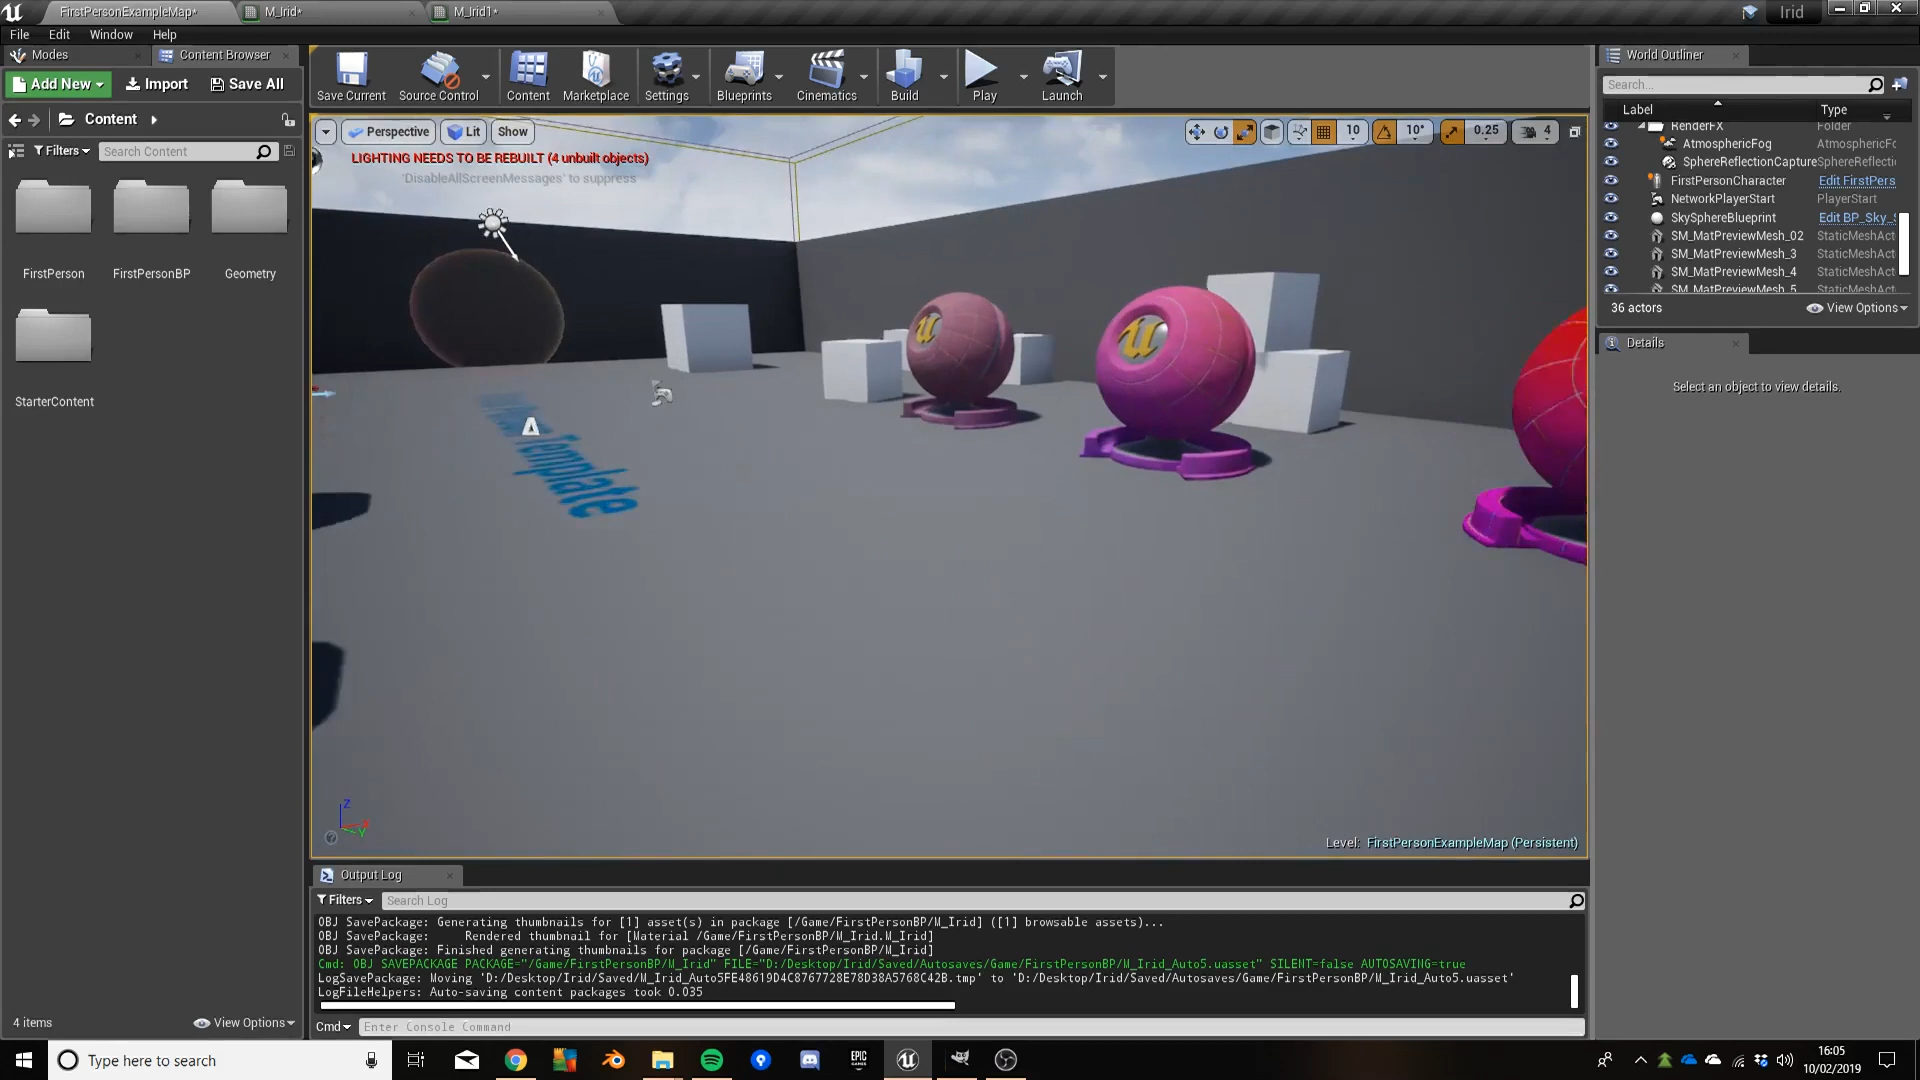 FirstPersonExampleMap*
M_Irid*
M_Irid1*
Irid
File Edit Window Help
Modes
Content Browser
Add New
Import
Save All
Content
Filters
Search Content
FirstPerson
FirstPersonBP
Geometry
StarterContent
4 items
View Options
Save Current
Source Control
Content
Marketplace
Settings
Blueprints
Cinematics
Build
Play
Launch
Perspective
Lit
Show
10
10°
0.25
4
LIGHTING NEEDS TO BE REBUILT (4 unbuilt objects)
'DisableAllScreenMessages' to suppress
Template
Z
X
Y
Level: FirstPersonExampleMap (Persistent)
Output Log
Filters
Search Log
OBJ SavePackage: Generating thumbnails for [1] asset(s) in package [/Game/FirstPersonBP/M_Irid] ([1] browsable assets)...
OBJ SavePackage: Rendered thumbnail for [Material /Game/FirstPersonBP/M_Irid.M_Irid]
OBJ SavePackage: Finished generating thumbnails for package [/Game/FirstPersonBP/M_Irid]
Cmd: OBJ SAVEPACKAGE PACKAGE="/Game/FirstPersonBP/M_Irid" FILE="D:/Desktop/Irid/Saved/Autosaves/Game/FirstPersonBP/M_Irid_Auto5.uasset" SILENT=false AUTOSAVING=true
LogSavePackage: Moving 'D:/Desktop/Irid/Saved/M_Irid_Auto5FE48619D4C8767728E78D38A5768C42B.tmp' to 'D:/Desktop/Irid/Saved/Autosaves/Game/FirstPersonBP/M_Irid_Auto5.uasset'
LogFileHelpers: Auto-saving content packages took 0.035
Cmd
Enter Console Command
World Outliner
Search...
Label
Type
RenderFX Folder
AtmosphericFog AtmosphericFo
SphereReflectionCapture SphereReflecti
FirstPersonCharacter Edit FirstPers
NetworkPlayerStart PlayerStart
SkySphereBlueprint Edit BP_Sky_S
SM_MatPreviewMesh_02 StaticMeshAct
SM_MatPreviewMesh_3 StaticMeshAct
SM_MatPreviewMesh_4 StaticMeshAct
SM_MatPreviewMesh_5 StaticMeshAct
36 actors
View Options
Details
Select an object to view details.
Type here to search
EPIC
GAMES
16:05
10/02/2019